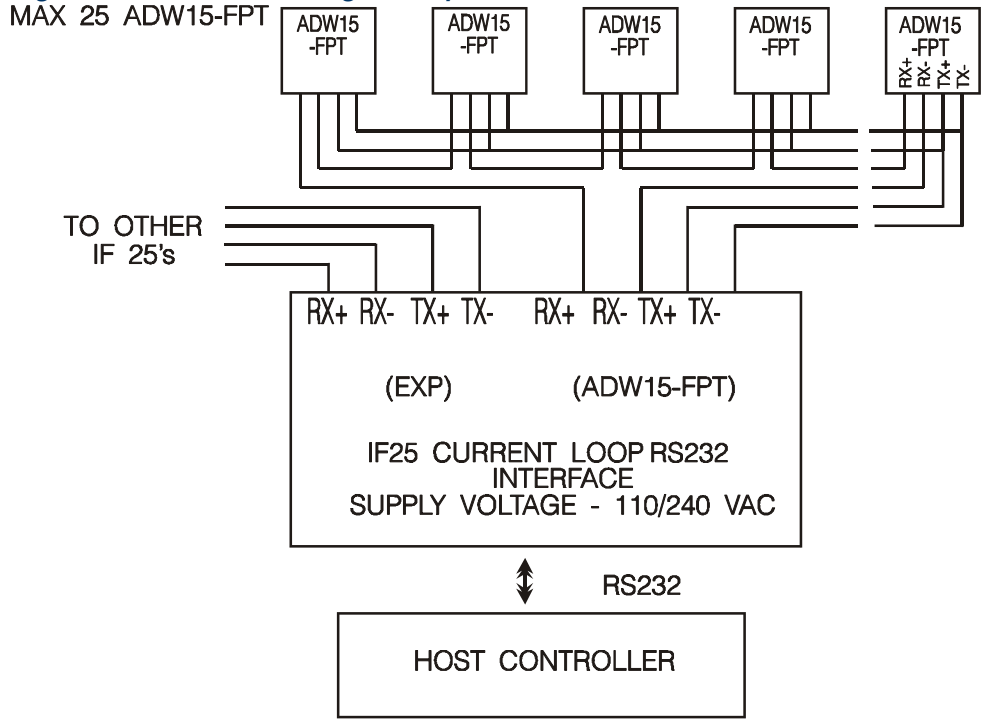 MAX 25 ADW15-FPT
ADW15
-FPT
ADW15
-FPT
ADW15
-FPT
ADW15
-FPT
ADW15
-FPT
RX+
RX-
TX+
TX-
TO OTHER
IF 25's
RX+ RX- TX+ TX- RX+ RX- TX+ TX-
(EXP) (ADW15-FPT)
IF25 CURRENT LOOP RS232
INTERFACE
SUPPLY VOLTAGE - 110/240 VAC
RS232
HOST CONTROLLER